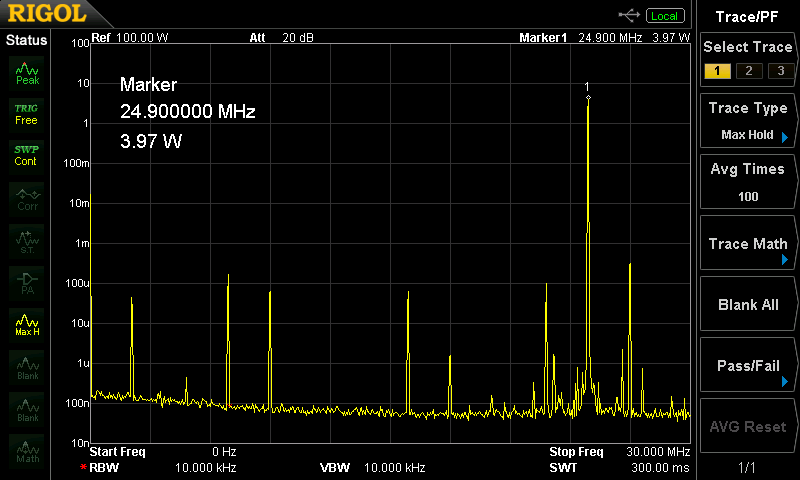 RIGOL
Local
Trace/PF
Status
Ref 100.00 W Att 20 dB Marker1 24.900 MHz 3.97 W
Peak
TRIG
Free
SWP
Cont
Corr
S.T.
PA
Max H
Blank
Blank
Math
100
10
1
100m
10m
1m
100u
10u
1u
100n
10n
Marker
24.900000 MHz
3.97 W
1
Start Freq 0 Hz Stop Freq 30.000 MHz
RBW 10.000 kHz VBW 10.000 kHz SWT 300.00 ms
Select Trace
1 2 3
Trace Type
Max Hold
Avg Times
100
Trace Math
Blank All
Pass/Fail
AVG Reset
1/1